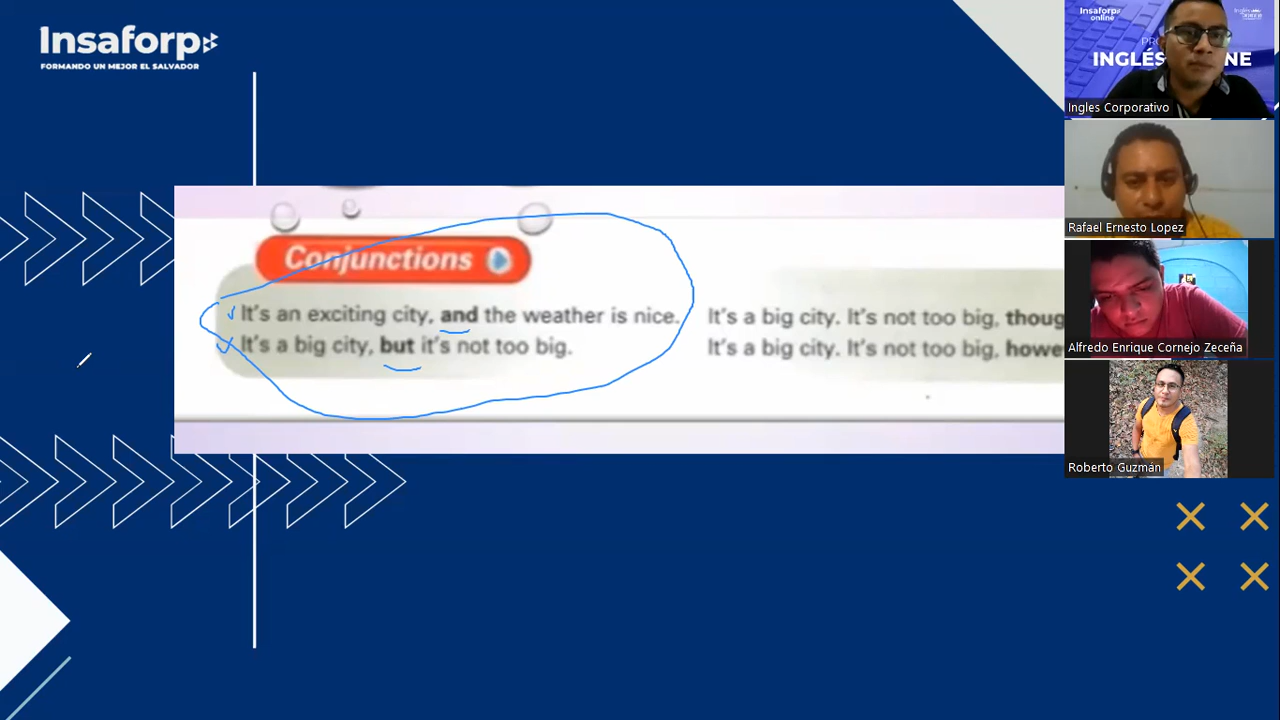 Insaforp
FORMANDO UN MEJOR EL SALVADOR
Conjunctions
It's an exciting city, and the weather is nice.
It's a big city, but it's not too big.
It's a big city. It's not too big, thoug
It's a big city. It's not too big, howe
Insaforp
online
INGLÉS
NE
Ingles Corporativo
Rafael Ernesto Lopez
Alfredo Enrique Cornejo Zeceña
Roberto Guzmán